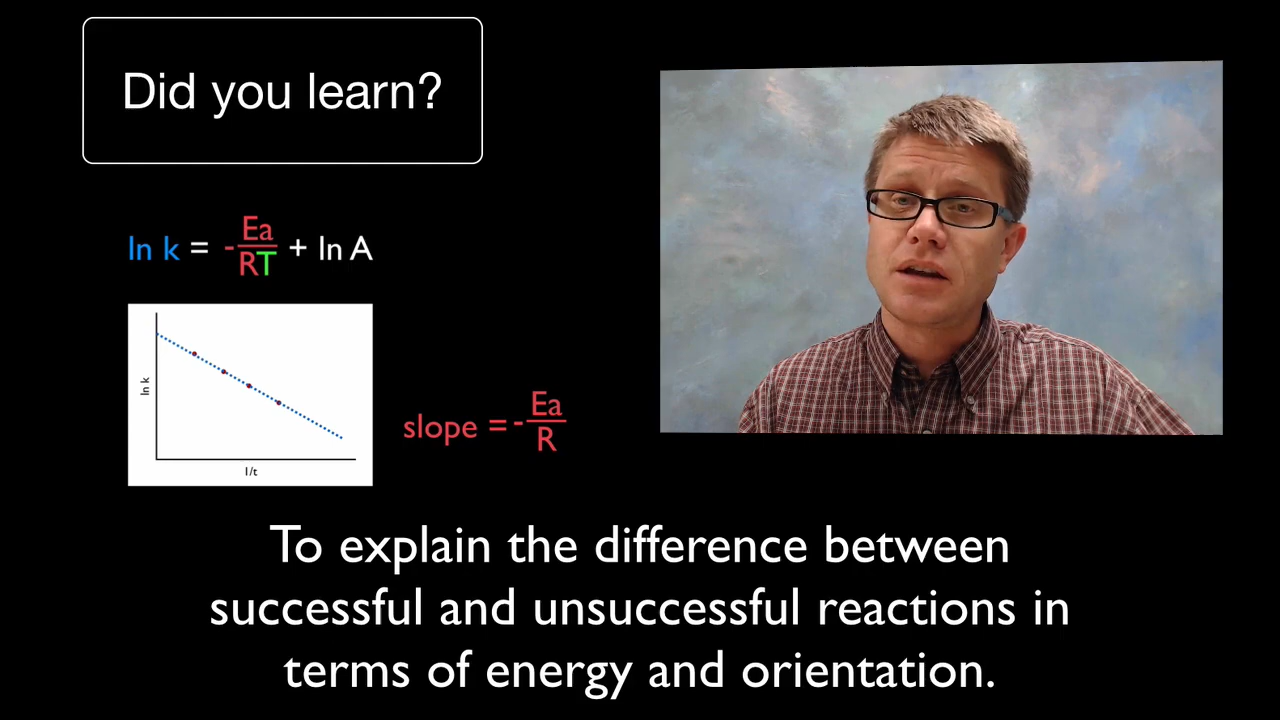 Did you learn?
ln k = -Ea/RT + ln A
ln k
1/t
slope = -Ea/R
To explain the difference between
successful and unsuccessful reactions in
terms of energy and orientation.